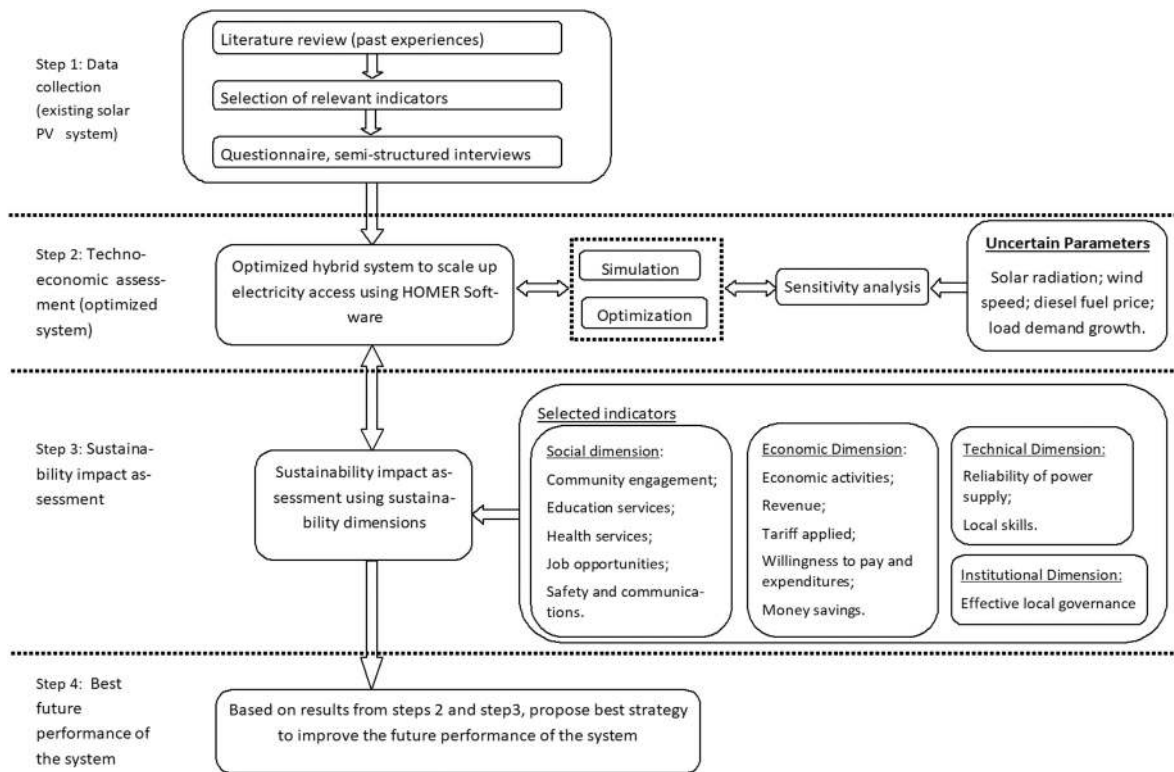 Step 1: Data
collection
(existing solar
PV system)
Literature review (past experiences)
Selection of relevant indicators
Questionnaire, semi-structured interviews
Step 2: Techno-
economic assess-
ment (optimized
system)
Optimized hybrid system to scale up
electricity access using HOMER Soft-
ware
Simulation
Optimization
Sensitivity analysis
Uncertain Parameters
Solar radiation; wind
speed; diesel fuel price;
load demand growth.
Step 3: Sustaina-
bility impact as-
sessment
Sustainability impact as-
sessment using sustaina-
bility dimensions
Selected indicators
Social dimension:
Community engagement;
Education services;
Health services;
Job opportunities;
Safety and communica-
tions.
Economic Dimension:
Economic activities;
Revenue;
Tariff applied;
Willingness to pay and
expenditures;
Money savings.
Technical Dimension:
Reliability of power
supply;
Local skills.
Institutional Dimension:
Effective local governance
Step 4: Best
future
performance of
the system
Based on results from steps 2 and step3, propose best strategy
to improve the future performance of the system